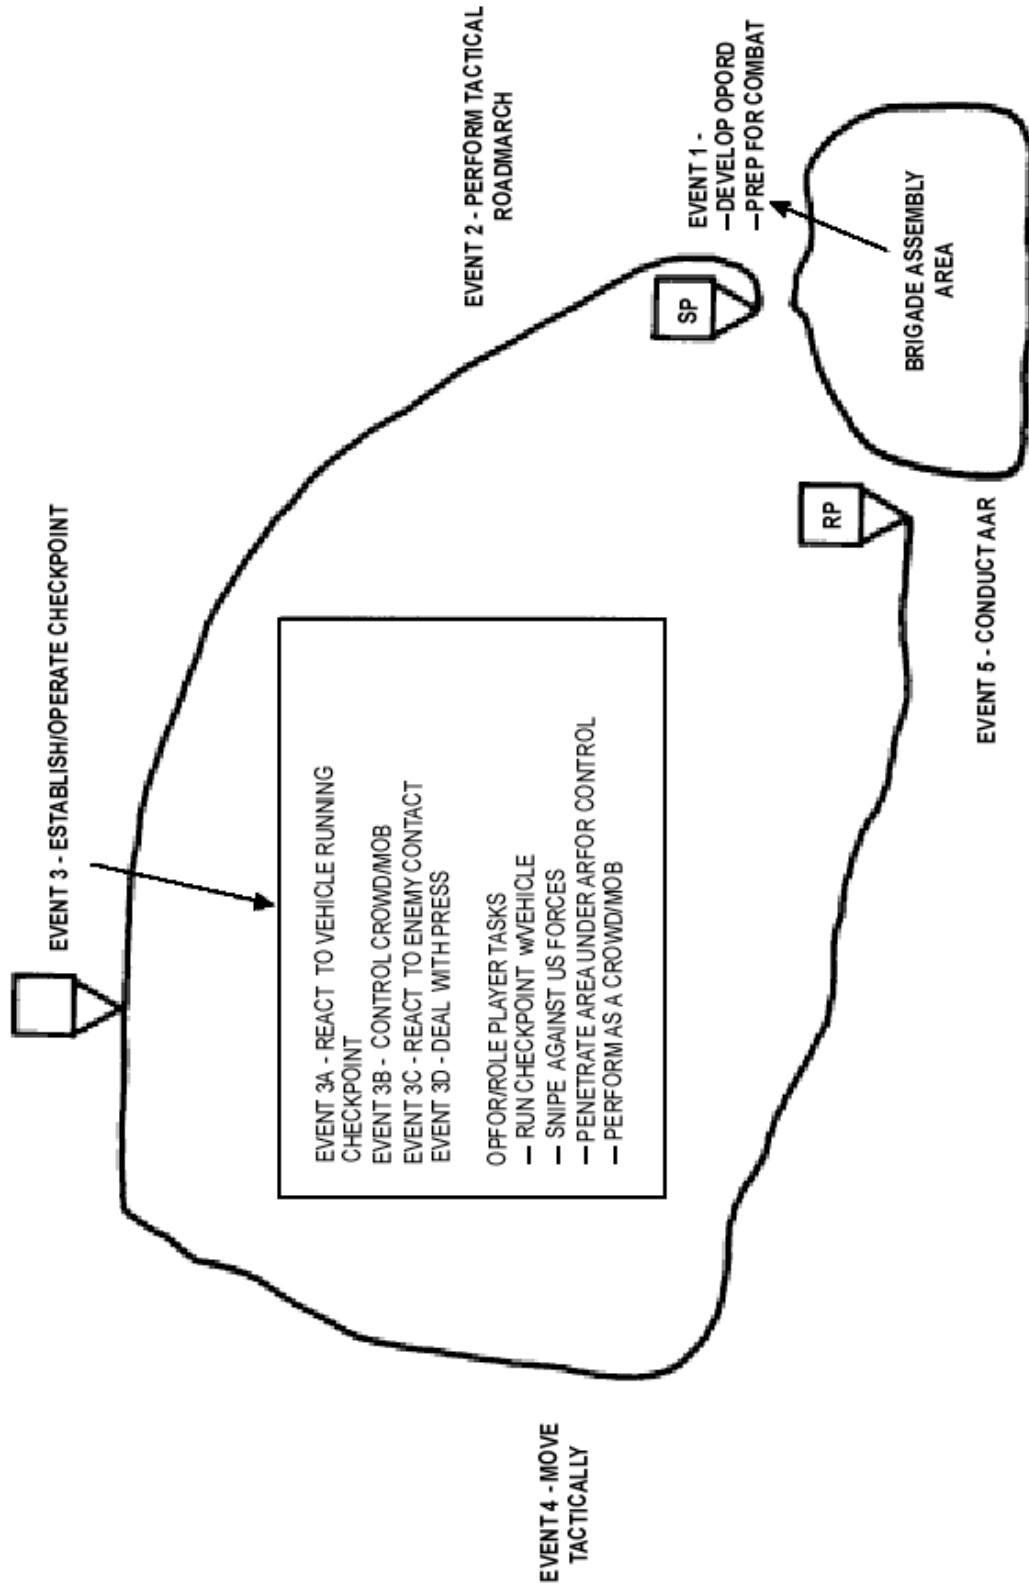 EVENT 3 - ESTABLISH/OPERATE CHECKPOINT
EVENT 2 - PERFORM TACTICAL
ROADMARCH
EVENT 1 -
–DEVELOP OPORD
–PREP FOR COMBAT
SP
BRIGADE ASSEMBLY
AREA
RP
EVENT 3A - REACT TO VEHICLE RUNNING
CHECKPOINT
EVENT 3B - CONTROL CROWD/MOB
EVENT 3C - REACT TO ENEMY CONTACT
EVENT 3D - DEAL WITH PRESS
OPFOR/ROLE PLAYER TASKS
– RUN CHECKPOINT w/VEHICLE
– SNIPE AGAINST US FORCES
– PENETRATE AREA UNDER ARFOR CONTROL
– PERFORM AS A CROWD/MOB
EVENT 4 - MOVE
TACTICALLY
EVENT 5 - CONDUCT AAR